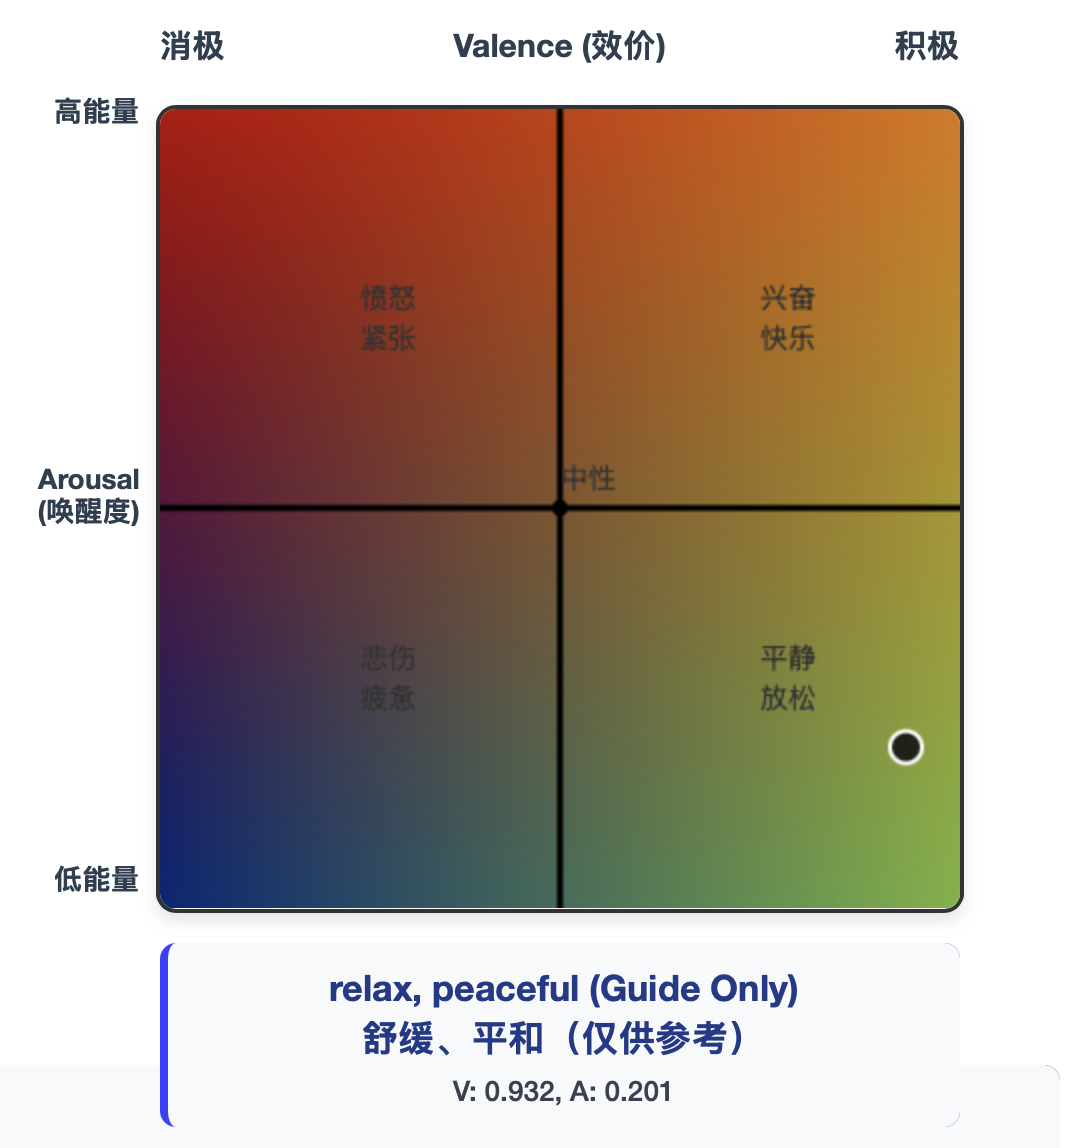 消极
Valence (效价)
积极
高能量
愤怒
紧张
兴奋
快乐
中性
Arousal
(唤醒度)
悲伤
疲惫
平静
放松
低能量
relax, peaceful (Guide Only)
舒缓、平和（仅供参考）
V: 0.932, A: 0.201